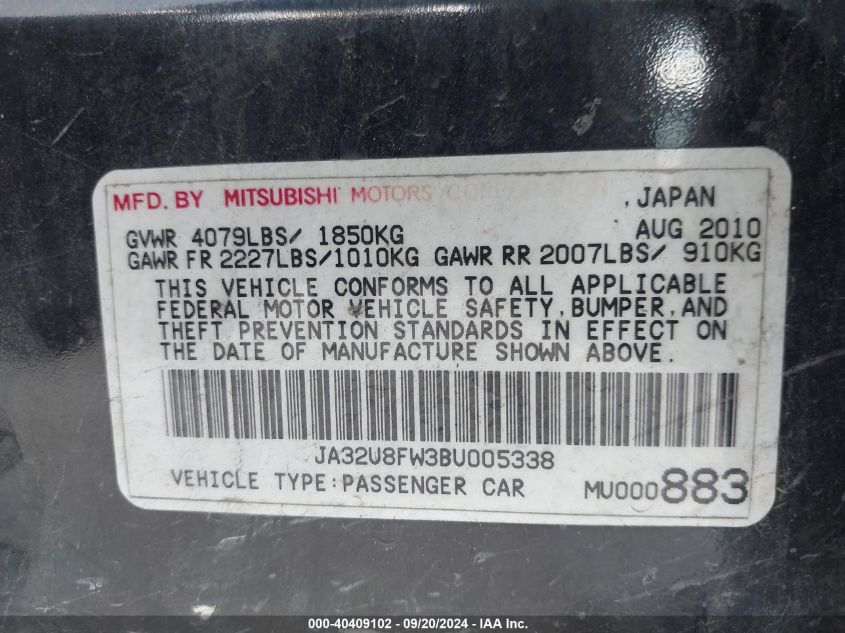 MFD. BY MITSUBISHI MOTORS CORPORATION , JAPAN
GVWR 4079LBS/ 1850KG AUG 2010
GAWR FR 2227LBS/1010KG GAWR RR 2007LBS/ 910KG
THIS VEHICLE CONFORMS TO ALL APPLICABLE
FEDERAL MOTOR VEHICLE SAFETY, BUMPER, AND
THEFT PREVENTION STANDARDS IN EFFECT ON
THE DATE OF MANUFACTURE SHOWN ABOVE.
JA32U8FW3BU005338
VEHICLE TYPE:PASSENGER CAR MU000883
000-40409102 - 09/20/2024 - IAA Inc.